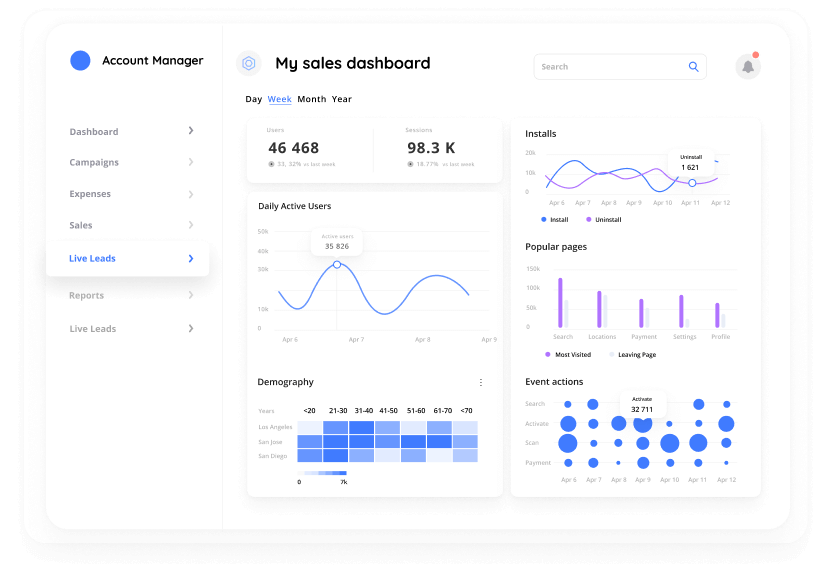 Account Manager
Dashboard
Campaigns
Expenses
Sales
Live Leads
Reports
Live Leads
My sales dashboard
Search
Day Week Month Year
Users
46 468
33, 32% vs last week
Sessions
98.3 K
18.77% vs last week
Daily Active Users
50k
40k
30k
10k
0
Active users
35 826
Apr 6 Apr 7 Apr 8 Apr 9
Demography
Years <20 21-30 31-40 41-50 51-60 61-70 <70
Los Angeles
San Jose
San Diego
0 7k
Installs
20k
10k
0
Uninstall
1 621
Apr 6 Apr 7 Apr 8 Apr 9 Apr 10 Apr 11 Apr 12
Install Uninstall
Popular pages
150k
100k
50k
0
Search Locations Payment Settings Profile
Most Visited Leaving Page
Event actions
Search
Activate
Scan
Payment
Activate
32 711
Apr 6 Apr 7 Apr 8 Apr 9 Apr 10 Apr 11 Apr 12